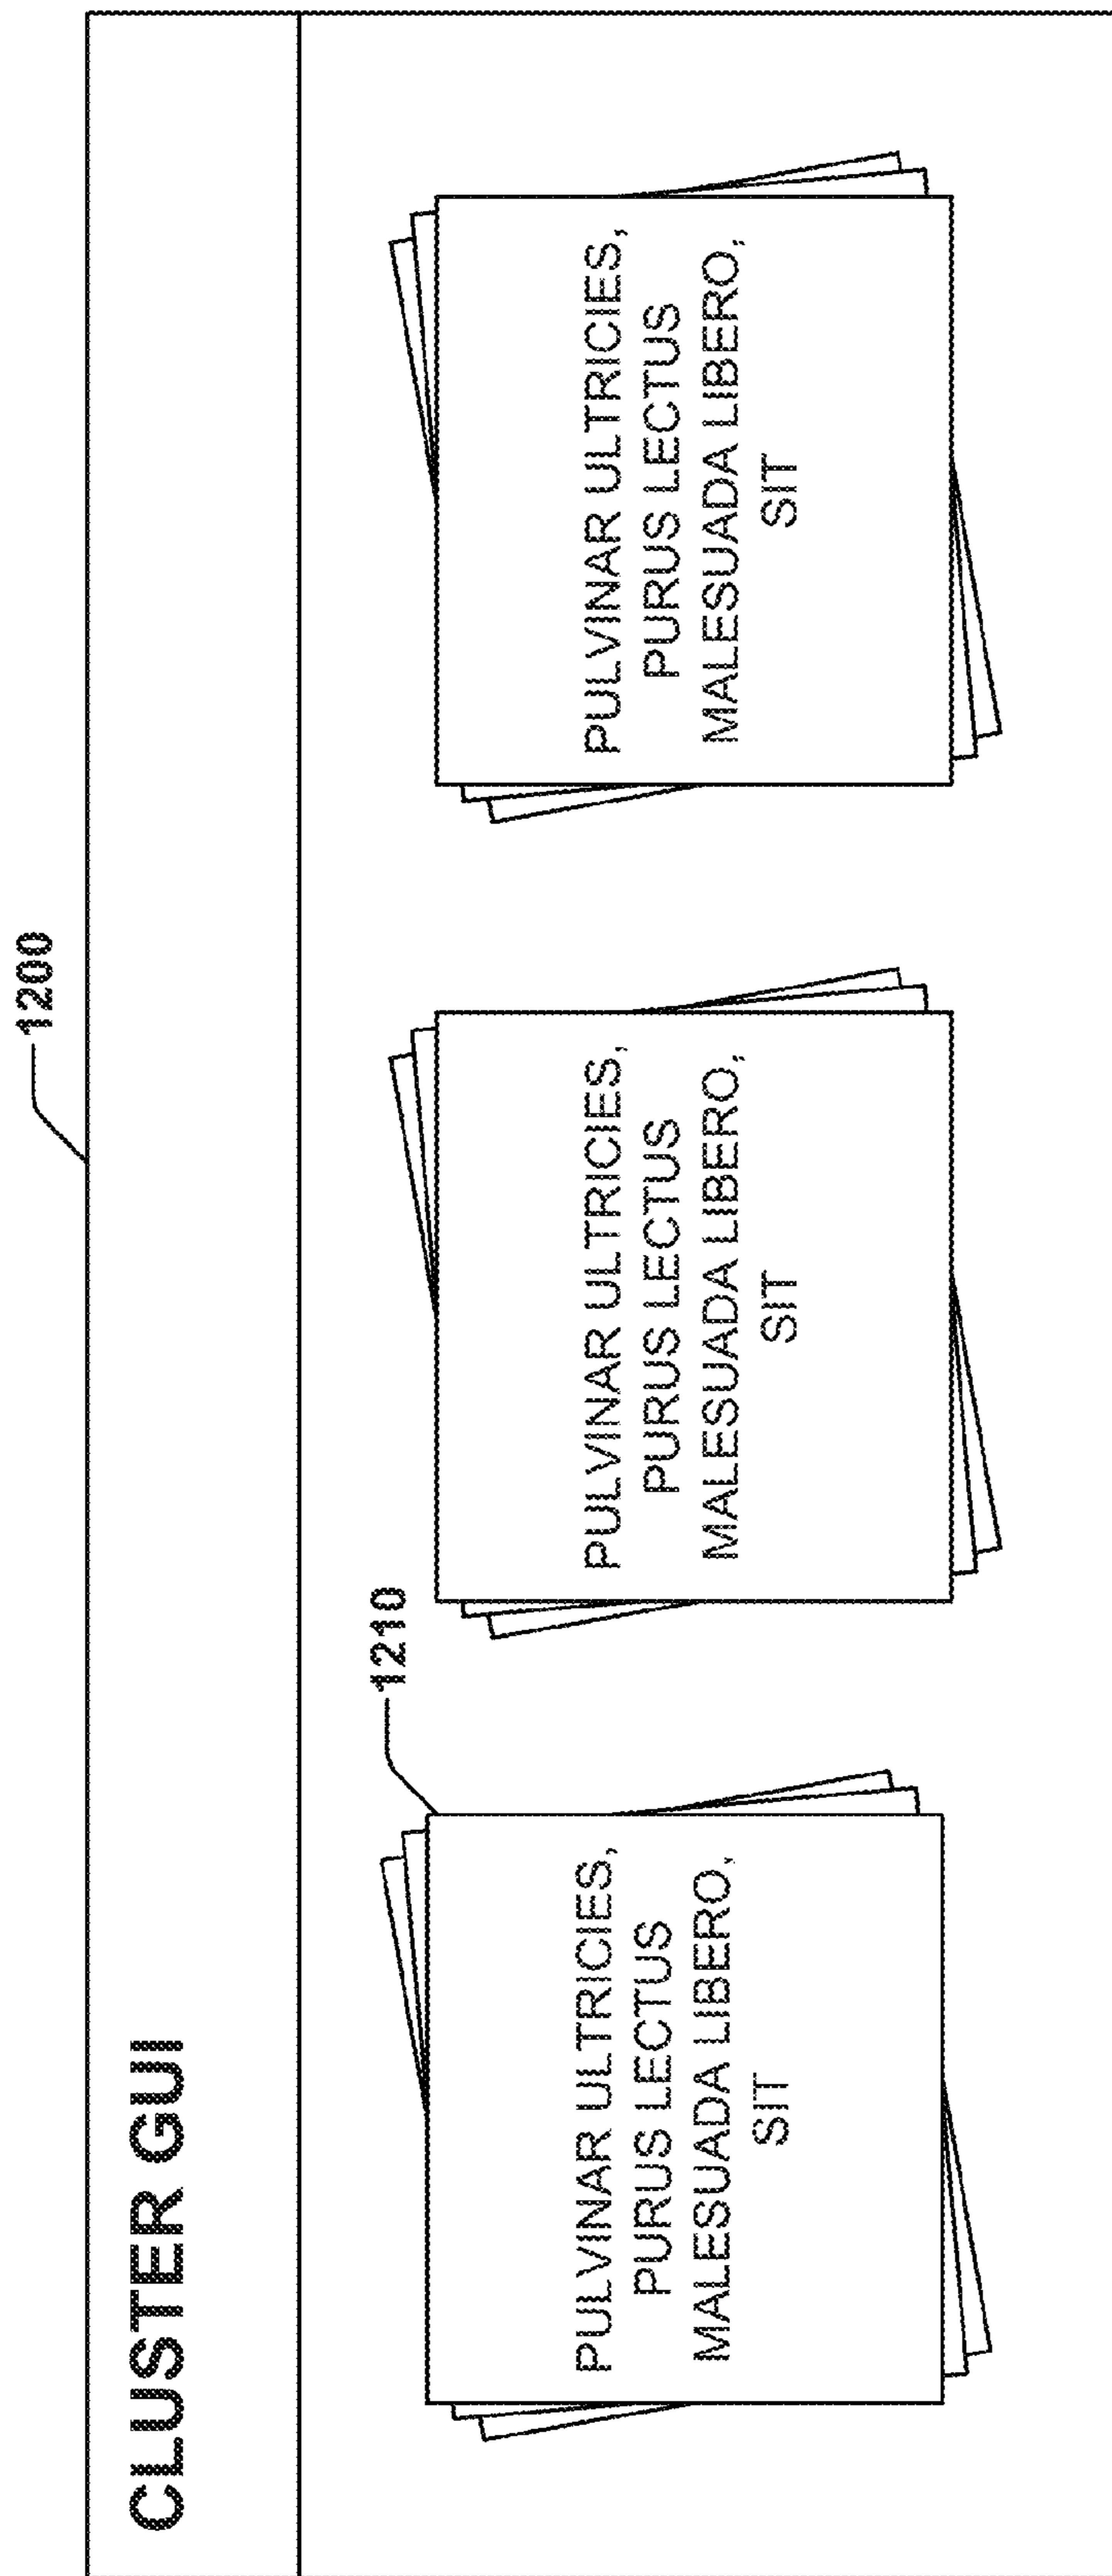 1200
CLUSTER GUI
1210
PULVINAR ULTRICIES,
PURUS LECTUS
MALESUADA LIBERO,
SIT
PULVINAR ULTRICIES,
PURUS LECTUS
MALESUADA LIBERO,
SIT
PULVINAR ULTRICIES,
PURUS LECTUS
MALESUADA LIBERO,
SIT